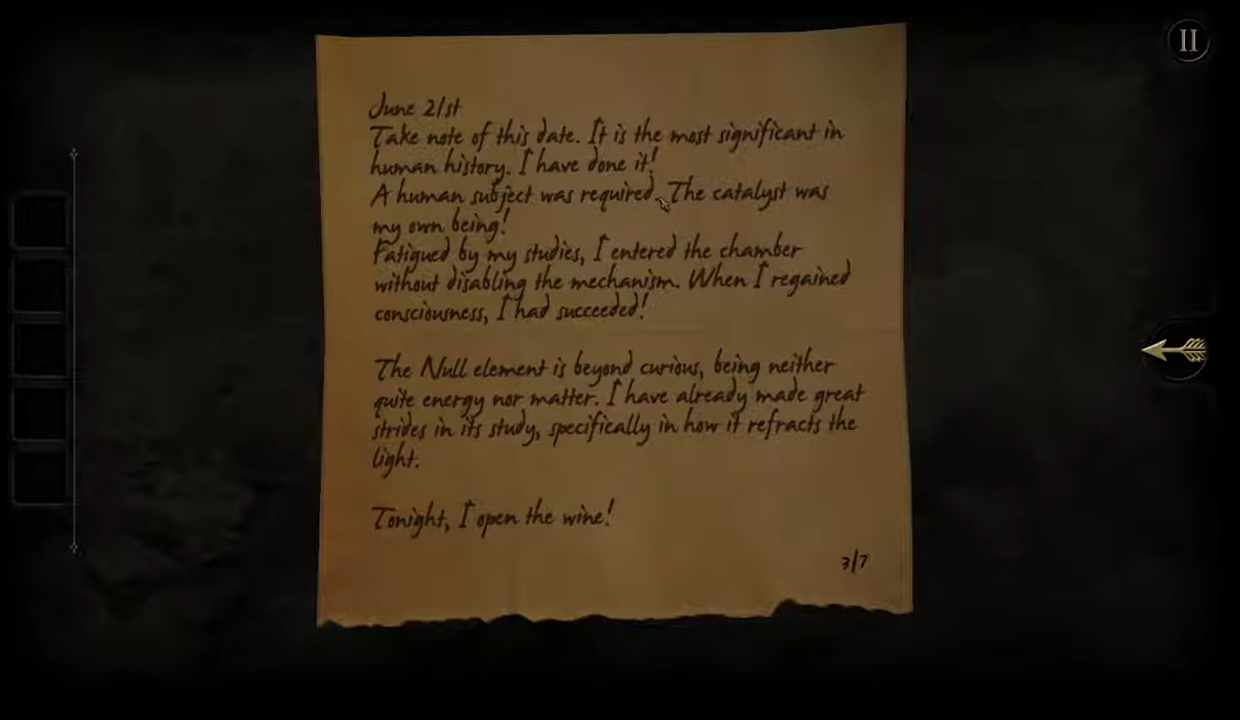 June 21st
Take note of this date. It is the most significant in
human history. I have done it!
A human subject was required. The catalyst was
my own being!
Fatigued by my studies, I entered the chamber
without disabling the mechanism. When I regained
consciousness, I had succeeded!
The Null element is beyond curious, being neither
quite energy nor matter. I have already made great
strides in its study, specifically in how it refracts the
light.
Tonight, I open the wine!
3/7